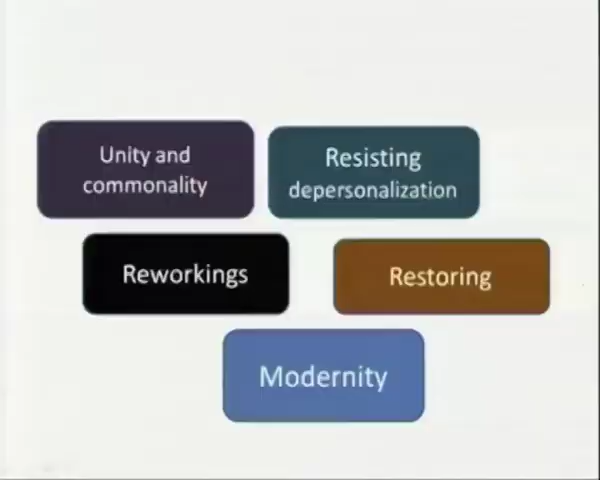 Unity and
commonality
Resisting
depersonalization
Reworkings
Restoring
Modernity